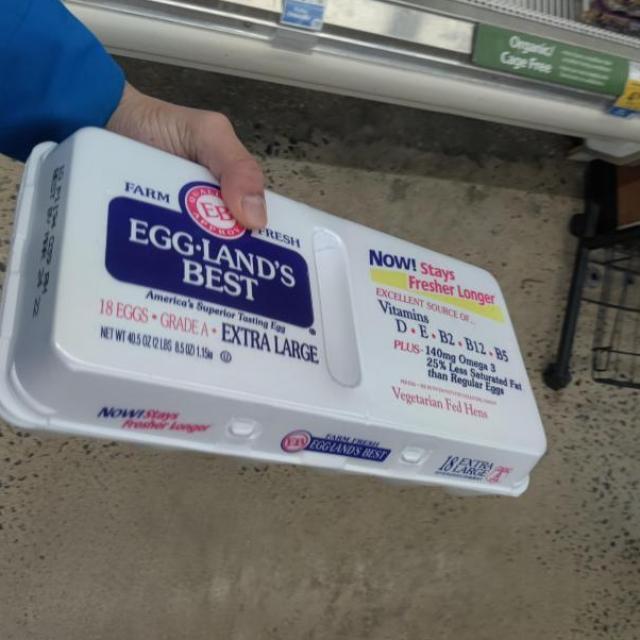 Organic/
Cage Free
FARM
EB
FRESH
EGG•LAND'S
BEST
America's Superior Tasting Egg
18 EGGS • GRADE A • EXTRA LARGE
NET WT 40.5 OZ (2 LBS 8.5 OZ) 1.15kg
NOW! Stays
Fresher Longer
EXCELLENT SOURCE OF...
Vitamins
D • E • B2 • B12 • B5
PLUS • 140mg Omega 3
25% Less Saturated Fat
than Regular Eggs
Vegetarian Fed Hens
NOW! Stays
Fresher Longer
EB
FARM FRESH
EGG•LAND'S BEST
18 EXTRA
LARGE